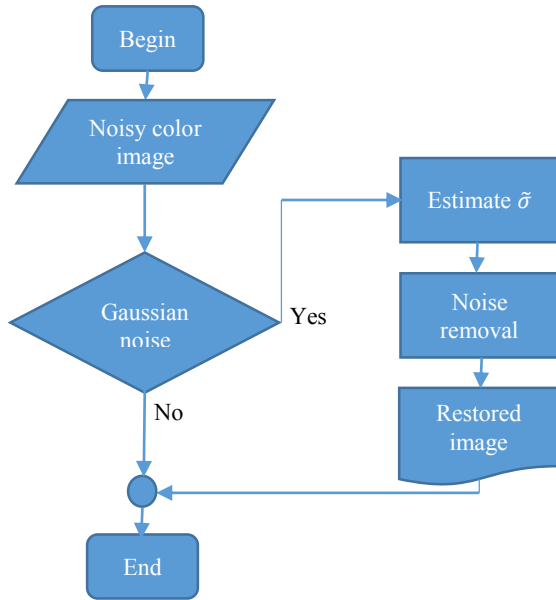 Begin
Noisy color
image
Gaussian
noise
Yes
No
Estimate σ̃
Noise
removal
Restored
image
End